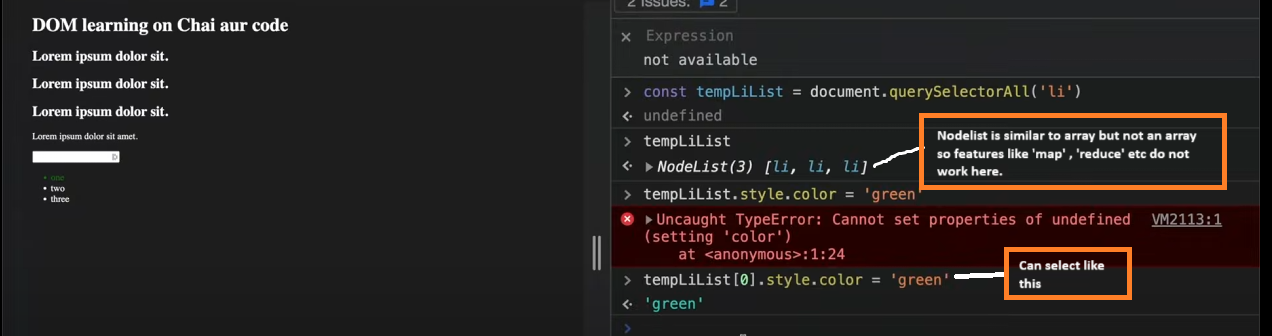 DOM learning on Chai aur code
Lorem ipsum dolor sit.
Lorem ipsum dolor sit.
Lorem ipsum dolor sit.
Lorem ipsum dolor sit amet.
• one
• two
• three
2 Issues: 2
× Expression
not available
> const tempLiList = document.querySelectorAll('li')
undefined
> tempLiList
NodeList(3) [li, li, li]
Nodelist is similar to array but not an array
so features like 'map' , 'reduce' etc do not
work here.
> tempLiList.style.color = 'green'
Uncaught TypeError: Cannot set properties of undefined VM2113:1
(setting 'color')
at <anonymous>:1:24
> tempLiList[0].style.color = 'green'
Can select like
this
'green'
>